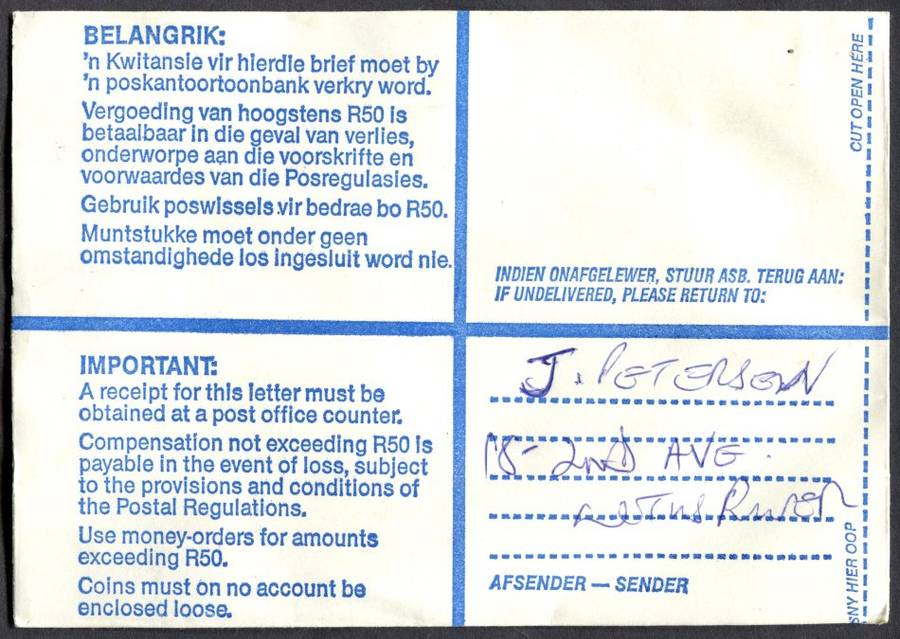 BELANGRIK:
'n Kwitansie vir hierdie brief moet by
'n poskantoortoonbank verkry word.
Vergoeding van hoogstens R50 is
betaalbaar in die geval van verlies,
onderworpe aan die voorskrifte en
voorwaardes van die Posregulasies.
Gebruik poswissels vir bedrae bo R50.
Muntstukke moet onder geen
omstandighede los ingesluit word nie.
INDIEN ONAFGELEWER, STUUR ASB. TERUG AAN:
IF UNDELIVERED, PLEASE RETURN TO:
CUT OPEN HERE
IMPORTANT:
A receipt for this letter must be
obtained at a post office counter.
Compensation not exceeding R50 is
payable in the event of loss, subject
to the provisions and conditions of
the Postal Regulations.
Use money-orders for amounts
exceeding R50.
Coins must on no account be
enclosed loose.
J. PETERSEN
18-2ND AVE.
LOTUS RIVER
AFSENDER — SENDER
SNY HIER OOP